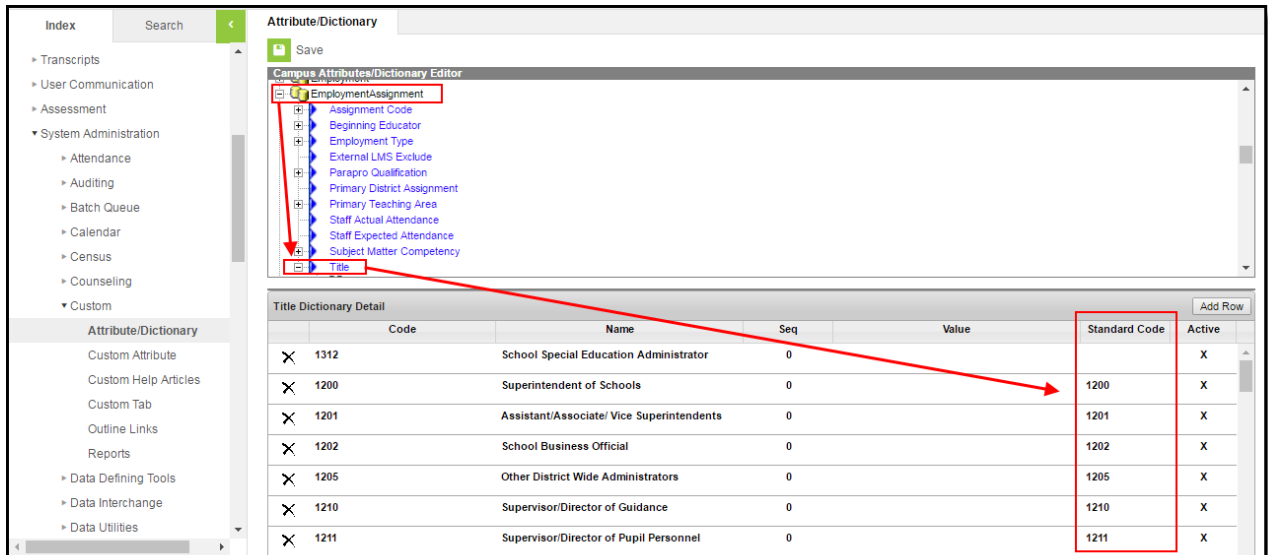 Index Search <
Transcripts
User Communication
Assessment
System Administration
Attendance
Auditing
Batch Queue
Calendar
Census
Counseling
Custom
Attribute/Dictionary
Custom Attribute
Custom Help Articles
Custom Tab
Outline Links
Reports
Data Defining Tools
Data Interchange
Data Utilities
Attribute/Dictionary
Save
Campus Attributes/Dictionary Editor
Employment
EmploymentAssignment
Assignment Code
Beginning Educator
Employment Type
External LMS Exclude
Parapro Qualification
Primary District Assignment
Primary Teaching Area
Staff Actual Attendance
Staff Expected Attendance
Subject Matter Competency
Title
Title Dictionary Detail Add Row
Code Name Seq Value Standard Code Active
X 1312 School Special Education Administrator 0 X
X 1200 Superintendent of Schools 0 1200 X
X 1201 Assistant/Associate/ Vice Superintendents 0 1201 X
X 1202 School Business Official 0 1202 X
X 1205 Other District Wide Administrators 0 1205 X
X 1210 Supervisor/Director of Guidance 0 1210 X
X 1211 Supervisor/Director of Pupil Personnel 0 1211 X